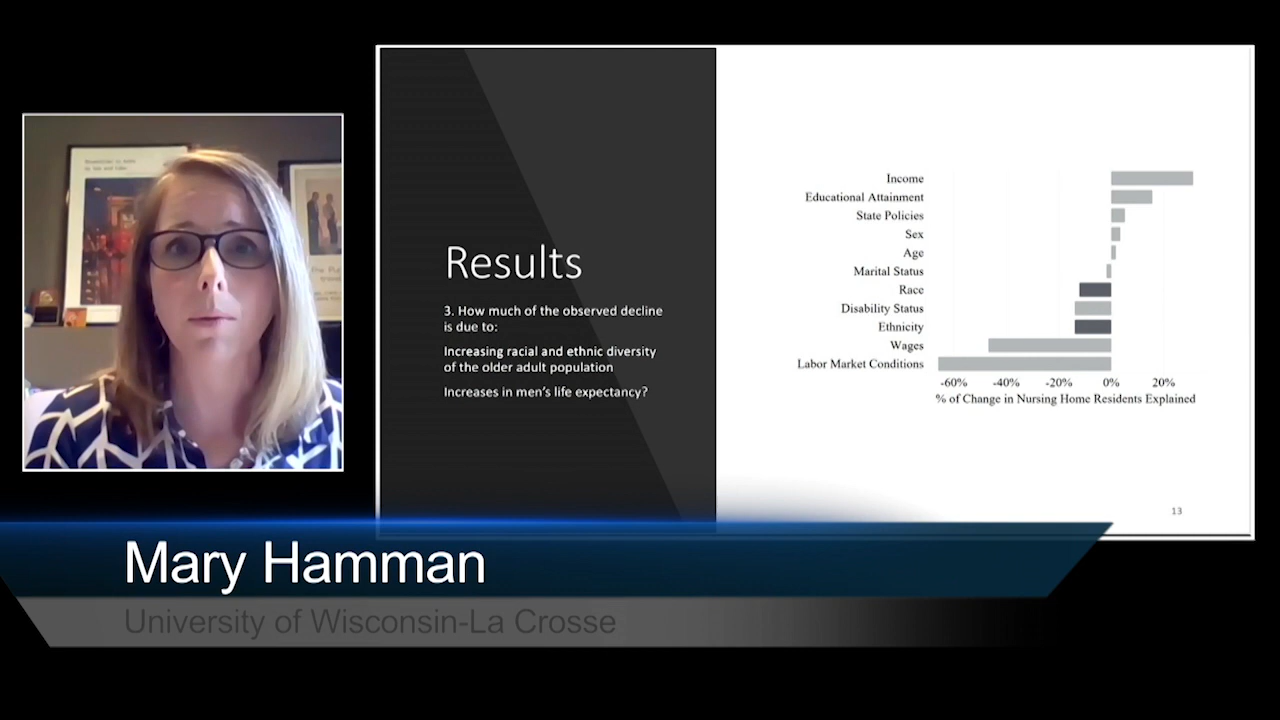 Results
3. How much of the observed decline
is due to:
Increasing racial and ethnic diversity
of the older adult population
Increases in men's life expectancy?
Income
Educational Attainment
State Policies
Sex
Age
Marital Status
Race
Disability Status
Ethnicity
Wages
Labor Market Conditions
-60% -40% -20% 0% 20%
% of Change in Nursing Home Residents Explained
13
Mary Hamman
University of Wisconsin-La Crosse